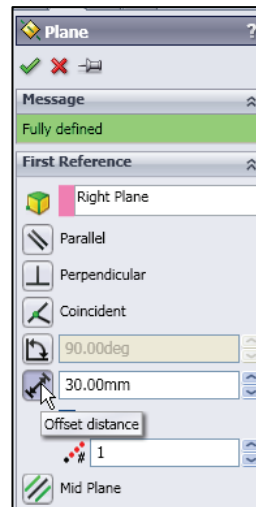 Plane
?
Message
Fully defined
First Reference
Right Plane
Parallel
Perpendicular
Coincident
90.00deg
30.00mm
Offset distance
#
1
Mid Plane